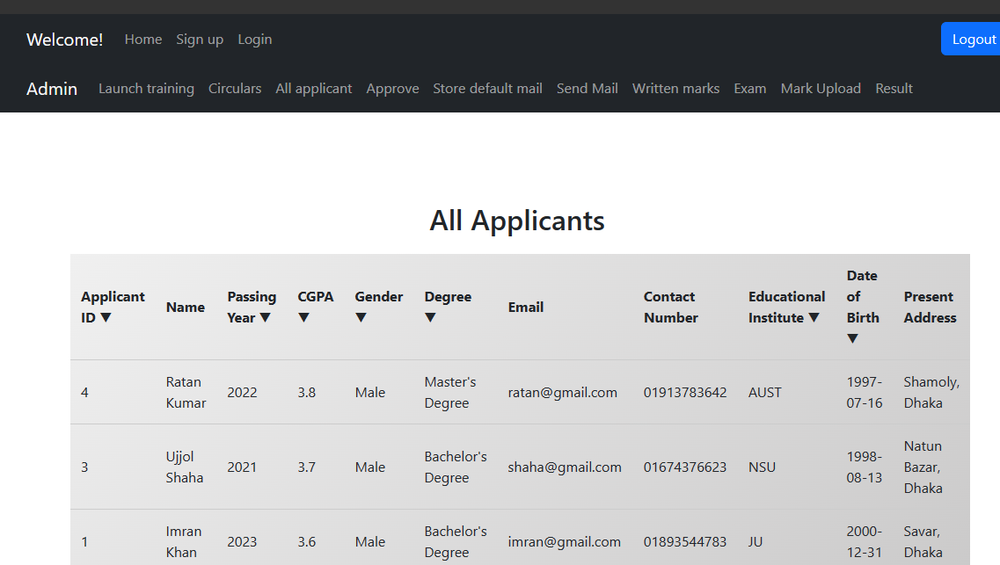 Welcome! Home Sign up Login Logout
Admin Launch training Circulars All applicant Approve Store default mail Send Mail Written marks Exam Mark Upload Result
All Applicants
Applicant ID ▼ Name Passing Year ▼ CGPA ▼ Gender ▼ Degree ▼ Email Contact Number Educational Institute ▼ Date of Birth ▼ Present Address
4 Ratan Kumar 2022 3.8 Male Master's Degree ratan@gmail.com 01913783642 AUST 1997-07-16 Shamoly, Dhaka
3 Ujjol Shaha 2021 3.7 Male Bachelor's Degree shaha@gmail.com 01674376623 NSU 1998-08-13 Natun Bazar, Dhaka
1 Imran Khan 2023 3.6 Male Bachelor's Degree imran@gmail.com 01893544783 JU 2000-12-31 Savar, Dhaka